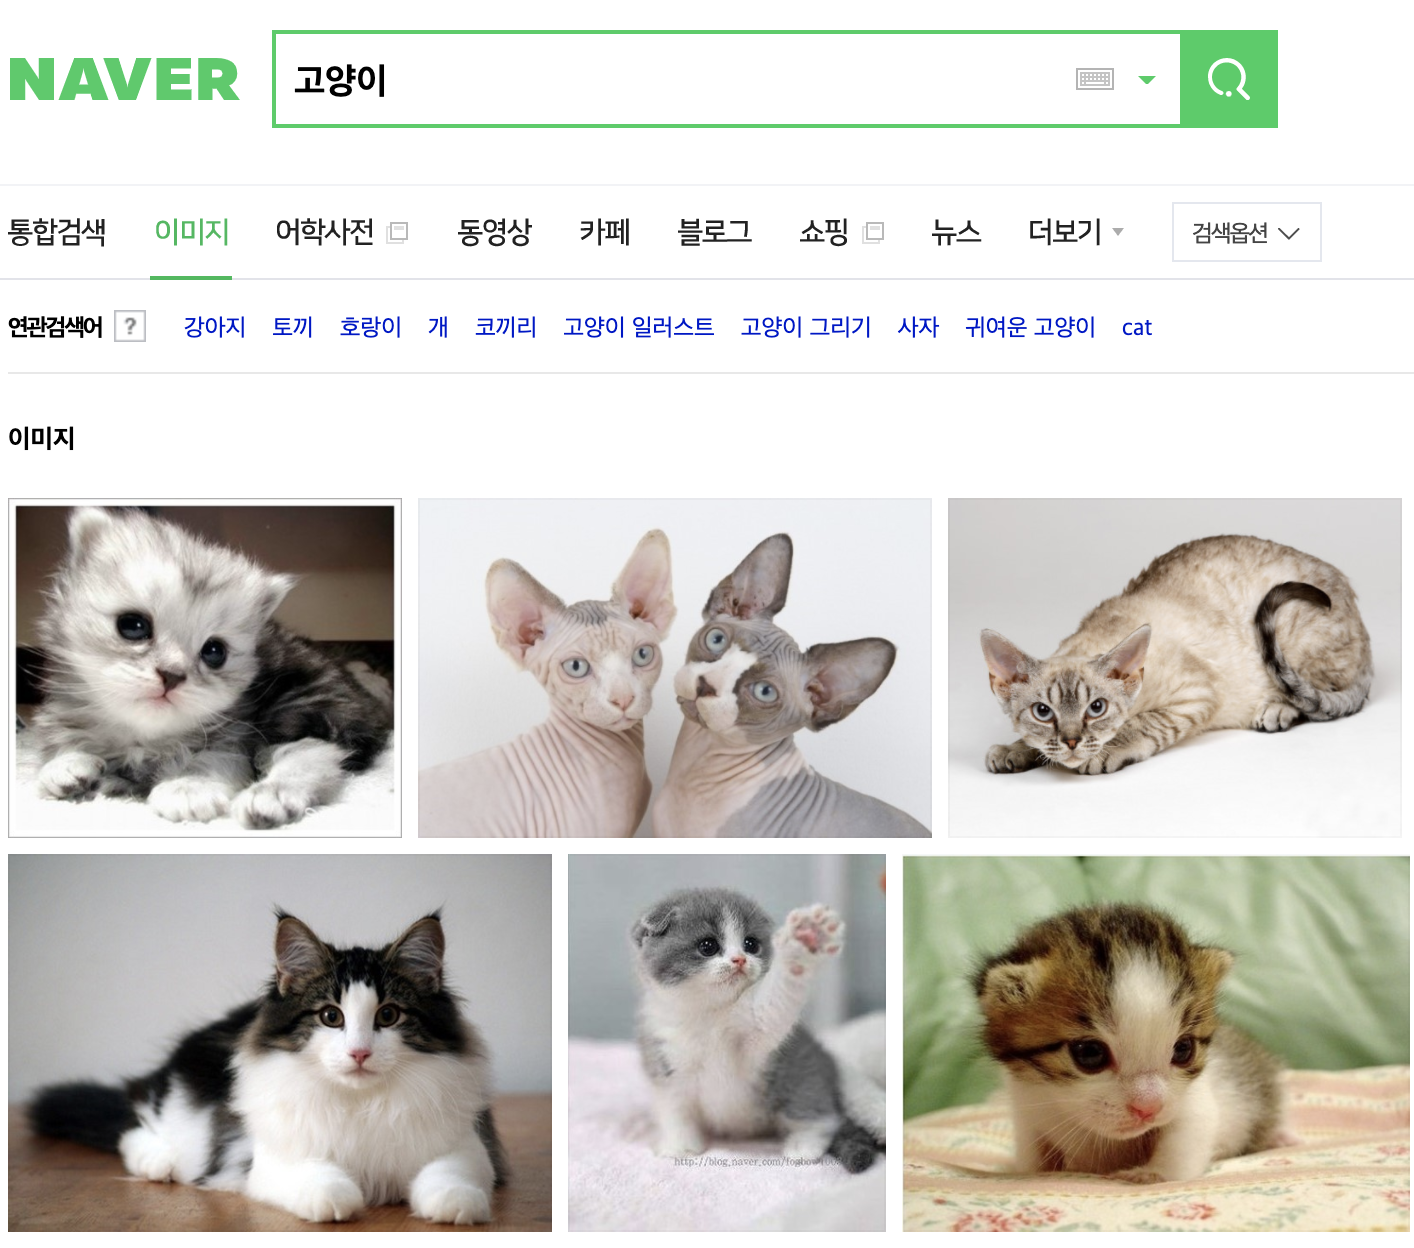 NAVER
고양이
통합검색 이미지 어학사전 동영상 카페 블로그 쇼핑 뉴스 더보기 검색옵션
연관검색어 ? 강아지 토끼 호랑이 개 코끼리 고양이 일러스트 고양이 그리기 사자 귀여운 고양이 cat
이미지